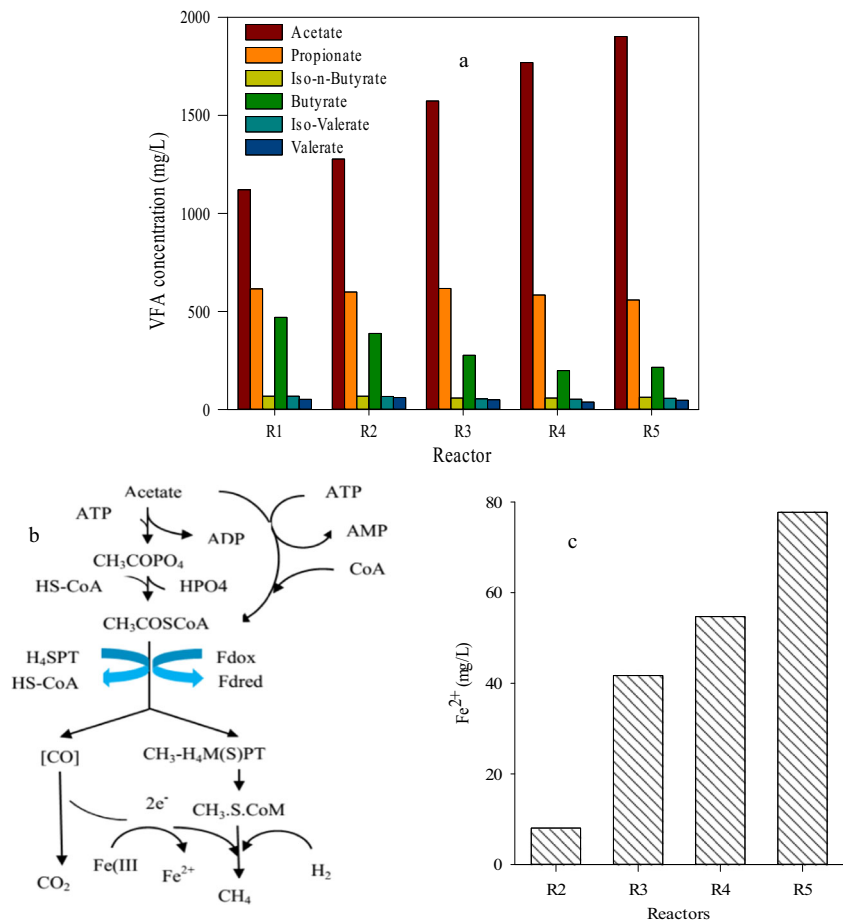 2000
1500
1000
500
0
VFA concentration (mg/L)
Acetate
Propionate
Iso-n-Butyrate
Butyrate
Iso-Valerate
Valerate
a
R1 R2 R3 R4 R5
Reactor
b
Acetate
ATP
ATP
ADP
AMP
CH₃COPO₄
HS-CoA
HPO4
CoA
CH₃COSCoA
H₄SPT
Fdox
HS-CoA
Fdred
[CO]
CH₃-H₄M(S)PT
2e⁻
CH₃.S.CoM
Fe(III
Fe²⁺
H₂
CO₂
CH₄
c
80
60
40
20
0
Fe²⁺ (mg/L)
R2 R3 R4 R5
Reactors